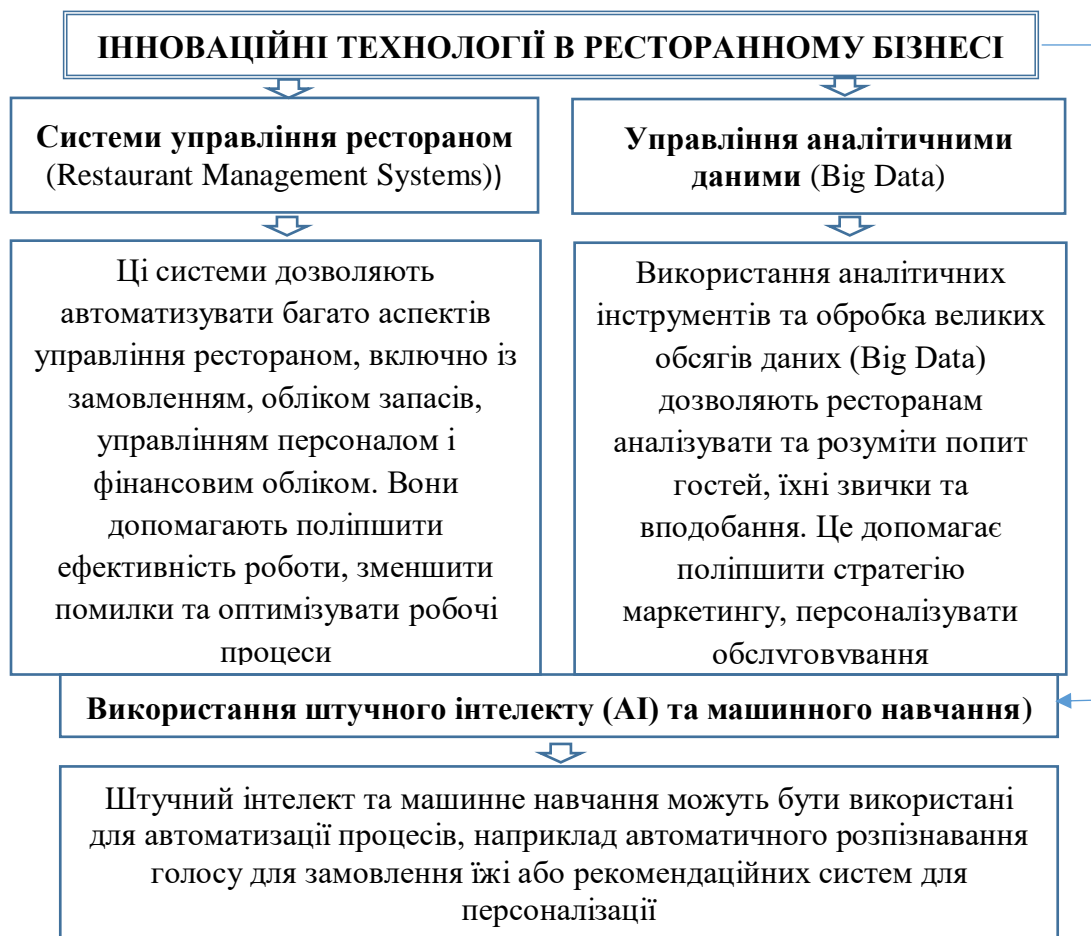 ІННОВАЦІЙНІ ТЕХНОЛОГІЇ В РЕСТОРАННОМУ БІЗНЕСІ
Системи управління рестораном
(Restaurant Management Systems))
Управління аналітичними
даними (Big Data)
Ці системи дозволяють
автоматизувати багато аспектів
управління рестораном, включно із
замовленням, обліком запасів,
управлінням персоналом і
фінансовим обліком. Вони
допомагають поліпшити
ефективність роботи, зменшити
помилки та оптимізувати робочі
процеси
Використання аналітичних
інструментів та обробка великих
обсягів даних (Big Data)
дозволяють ресторанам
аналізувати та розуміти попит
гостей, їхні звички та
вподобання. Це допомагає
поліпшити стратегію
маркетингу, персоналізувати
обслуговування
Використання штучного інтелекту (AI) та машинного навчання)
Штучний інтелект та машинне навчання можуть бути використані
для автоматизації процесів, наприклад автоматичного розпізнавання
голосу для замовлення їжі або рекомендаційних систем для
персоналізації